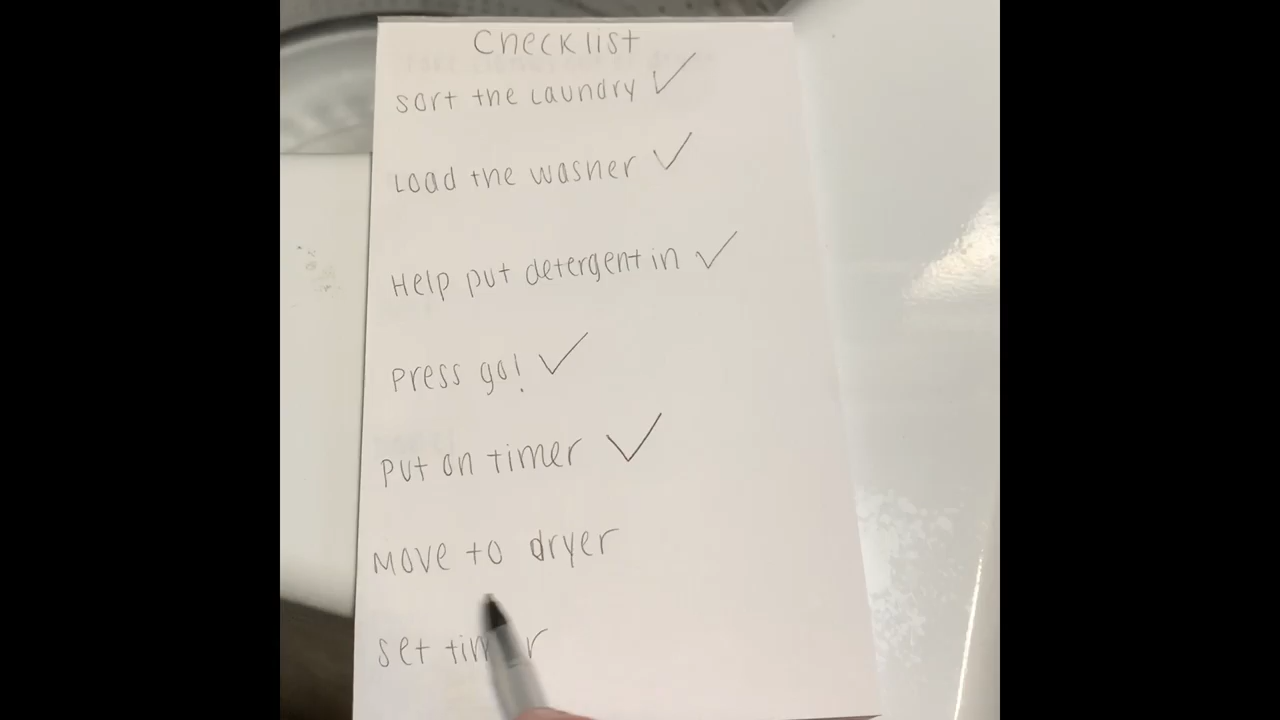 Checklist
sort the Laundry ✓
Load the washer ✓
Help put detergent in ✓
Press go! ✓
Put on timer ✓
Move to dryer
set timer